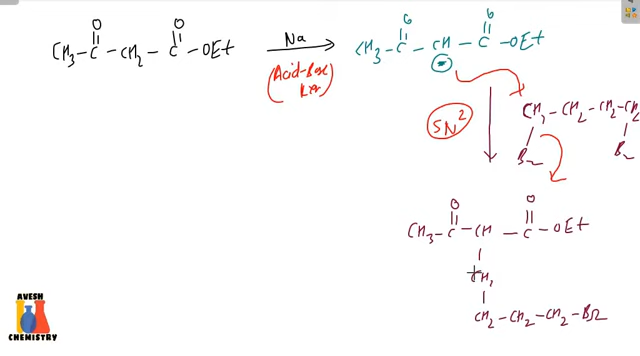 O O
|| ||
CH3-C-CH2-C-OEt
Na
(Acid-Base
Rxn)
O O
|| ||
CH3-C-CH-C-OEt
SN2
CH2-CH2-CH2-CH2
Br Br
O O
|| ||
CH3-C-CH-C-OEt
CH2
CH2-CH2-CH2-Br
AVESH
CHEMISTRY